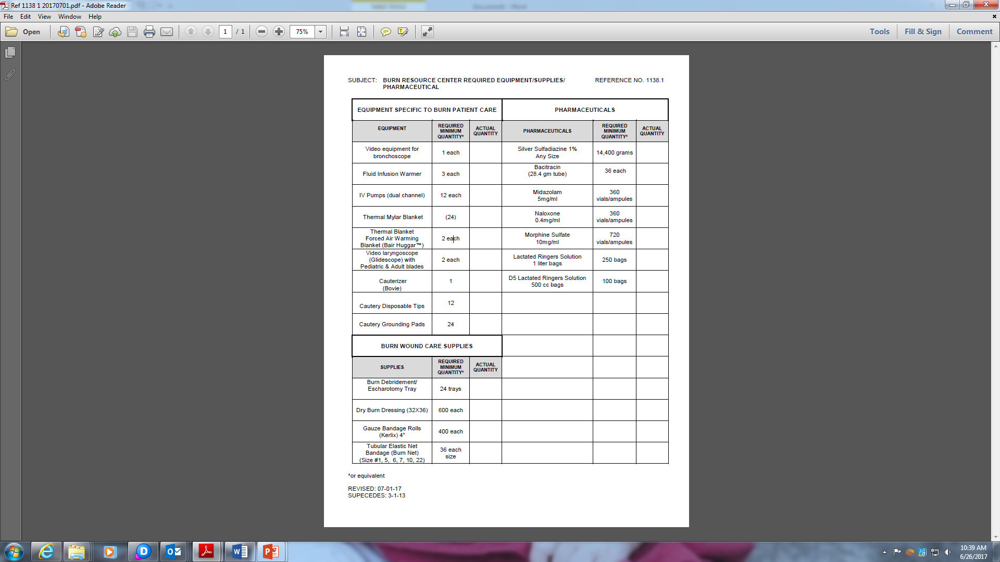 Ref 1138 1 20170701.pdf - Adobe Reader
File Edit View Window Help
Open 1 / 1 75% Tools Fill & Sign Comment
SUBJECT: BURN RESOURCE CENTER REQUIRED EQUIPMENT/SUPPLIES/ REFERENCE NO. 1138.1
PHARMACEUTICAL
EQUIPMENT SPECIFIC TO BURN PATIENT CARE PHARMACEUTICALS
EQUIPMENT REQUIRED MINIMUM QUANTITY* ACTUAL QUANTITY PHARMACEUTICALS REQUIRED MINIMUM QUANTITY* ACTUAL QUANTITY
Video equipment for bronchoscope 1 each Silver Sulfadiazine 1% Any Size 14,400 grams
Fluid Infusion Warmer 3 each Bacitracin (28.4 gm tube) 36 each
IV Pumps (dual channel) 12 each Midazolam 5mg/ml 360 vials/ampules
Thermal Mylar Blanket (24) Naloxone 0.4mg/ml 360 vials/ampules
Thermal Blanket Forced Air Warming Blanket (Bair Huggar™) 2 each Morphine Sulfate 10mg/ml 720 vials/ampules
Video laryngoscope (Glidescope) with Pediatric & Adult blades 2 each Lactated Ringers Solution 1 liter bags 250 bags
Cauterizer (Bovie) 1 D5 Lactated Ringers Solution 500 cc bags 100 bags
Cautery Disposable Tips 12
Cautery Grounding Pads 24
BURN WOUND CARE SUPPLIES
SUPPLIES REQUIRED MINIMUM QUANTITY* ACTUAL QUANTITY
Burn Debridement/ Escharotomy Tray 24 trays
Dry Burn Dressing (32X36) 600 each
Gauze Bandage Rolls (Kerlix) 4" 400 each
Tubular Elastic Net Bandage (Burn Net) (Size #1, 5, 6, 7, 10, 22) 36 each size
*or equivalent
REVISED: 07-01-17
SUPECEDES: 3-1-13
10:39 AM
6/26/2017